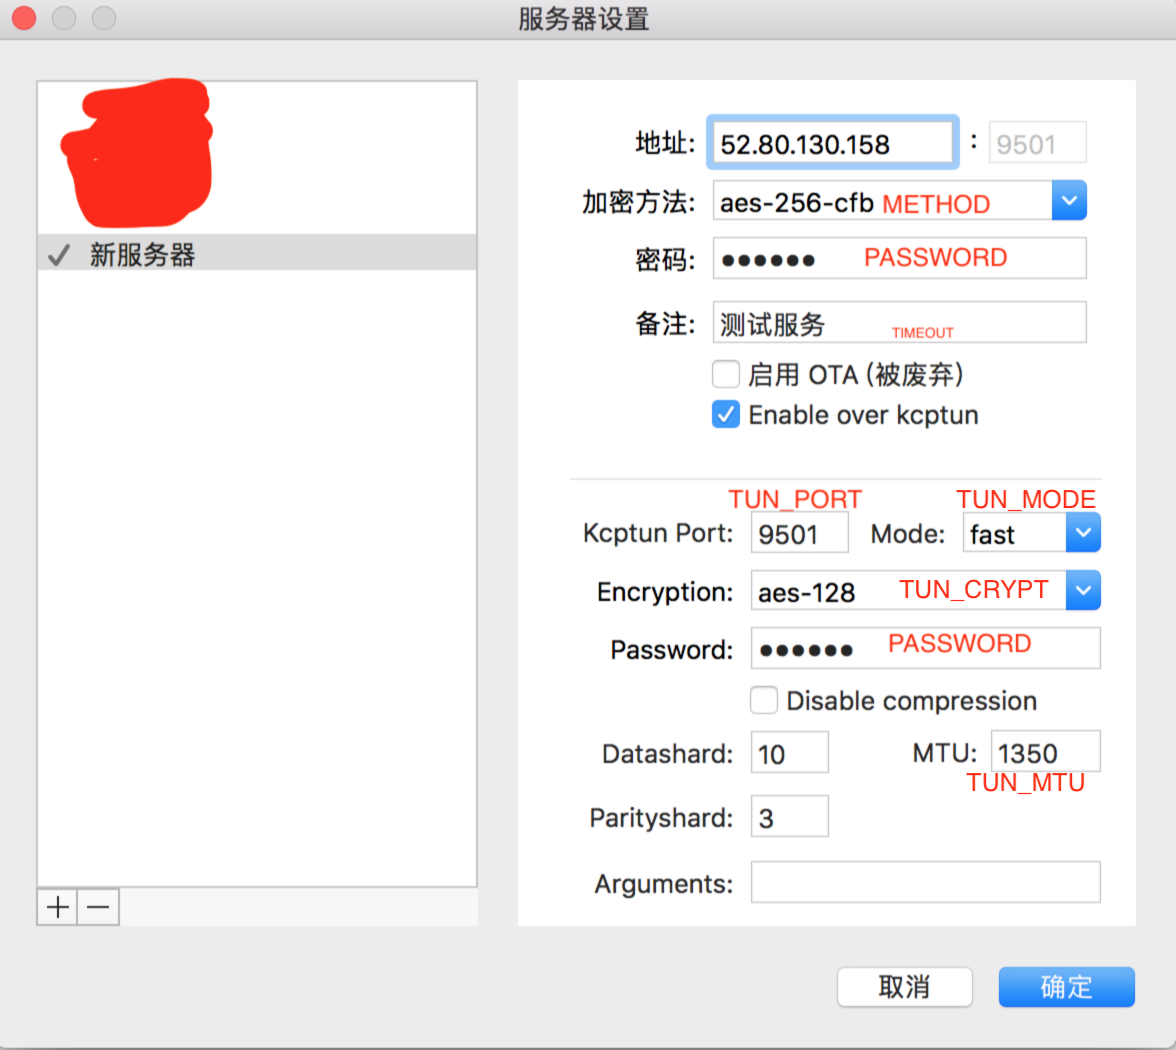 服务器设置
新服务器
地址: 52.80.130.158 : 9501
加密方法: aes-256-cfb METHOD
密码: ●●●●●● PASSWORD
备注: 测试服务 TIMEOUT
启用 OTA (被废弃)
Enable over kcptun
TUN_PORT TUN_MODE
Kcptun Port: 9501 Mode: fast
Encryption: aes-128 TUN_CRYPT
Password: ●●●●●● PASSWORD
Disable compression
Datashard: 10 MTU: 1350
TUN_MTU
Parityshard: 3
Arguments:
取消 确定